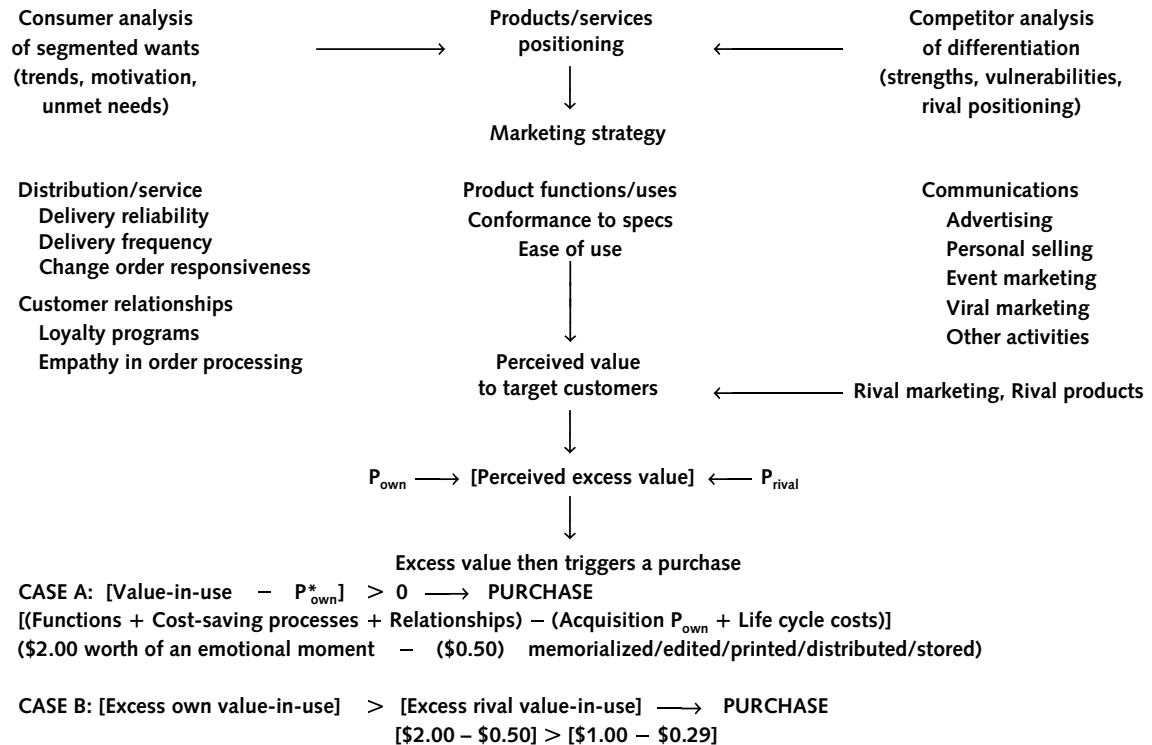 Consumer analysis
of segmented wants
(trends, motivation,
unmet needs)
Products/services
positioning
Competitor analysis
of differentiation
(strengths, vulnerabilities,
rival positioning)
Marketing strategy
Distribution/service
Delivery reliability
Delivery frequency
Change order responsiveness
Customer relationships
Loyalty programs
Empathy in order processing
Product functions/uses
Conformance to specs
Ease of use
Communications
Advertising
Personal selling
Event marketing
Viral marketing
Other activities
Perceived value
to target customers
Rival marketing, Rival products
P_own ⟶ [Perceived excess value] ⟵ P_rival
Excess value then triggers a purchase
CASE A: [Value-in-use − P*_own] > 0 ⟶ PURCHASE
[(Functions + Cost-saving processes + Relationships) − (Acquisition P_own + Life cycle costs)]
($2.00 worth of an emotional moment − ($0.50) memorialized/edited/printed/distributed/stored)
CASE B: [Excess own value-in-use] > [Excess rival value-in-use] ⟶ PURCHASE
[$2.00 – $0.50] > [$1.00 − $0.29]